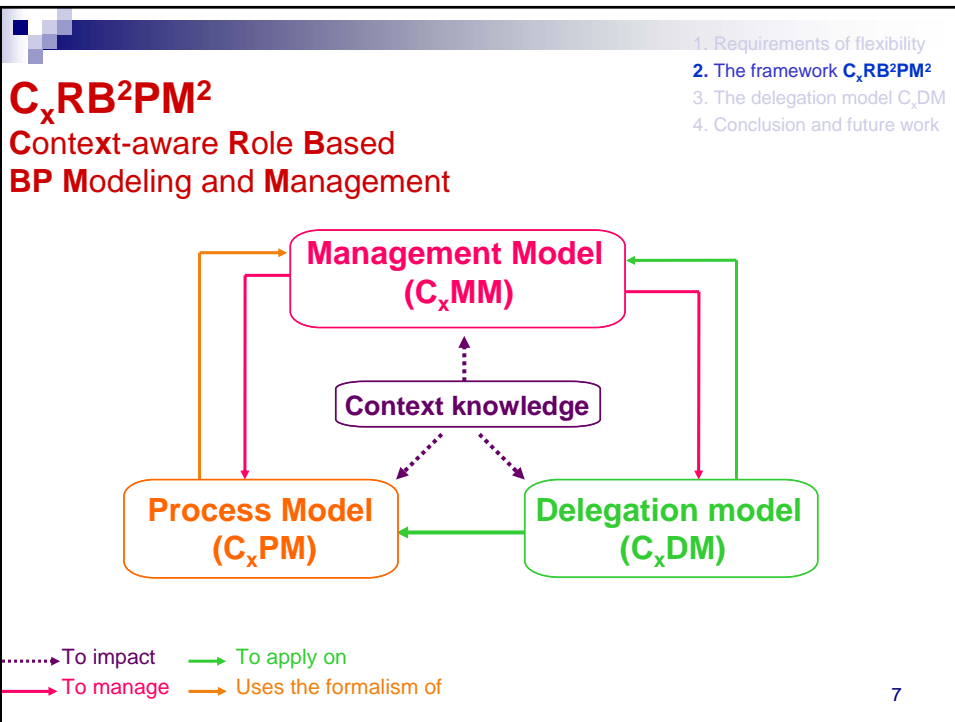 1. Requirements of flexibility
2. The framework CₓRB²PM²
3. The delegation model CₓDM
4. Conclusion and future work
CₓRB²PM²
Context-aware Role Based
BP Modeling and Management
Management Model
(CₓMM)
Context knowledge
Process Model
(CₓPM)
Delegation model
(CₓDM)
To impact
To apply on
To manage
Uses the formalism of
7